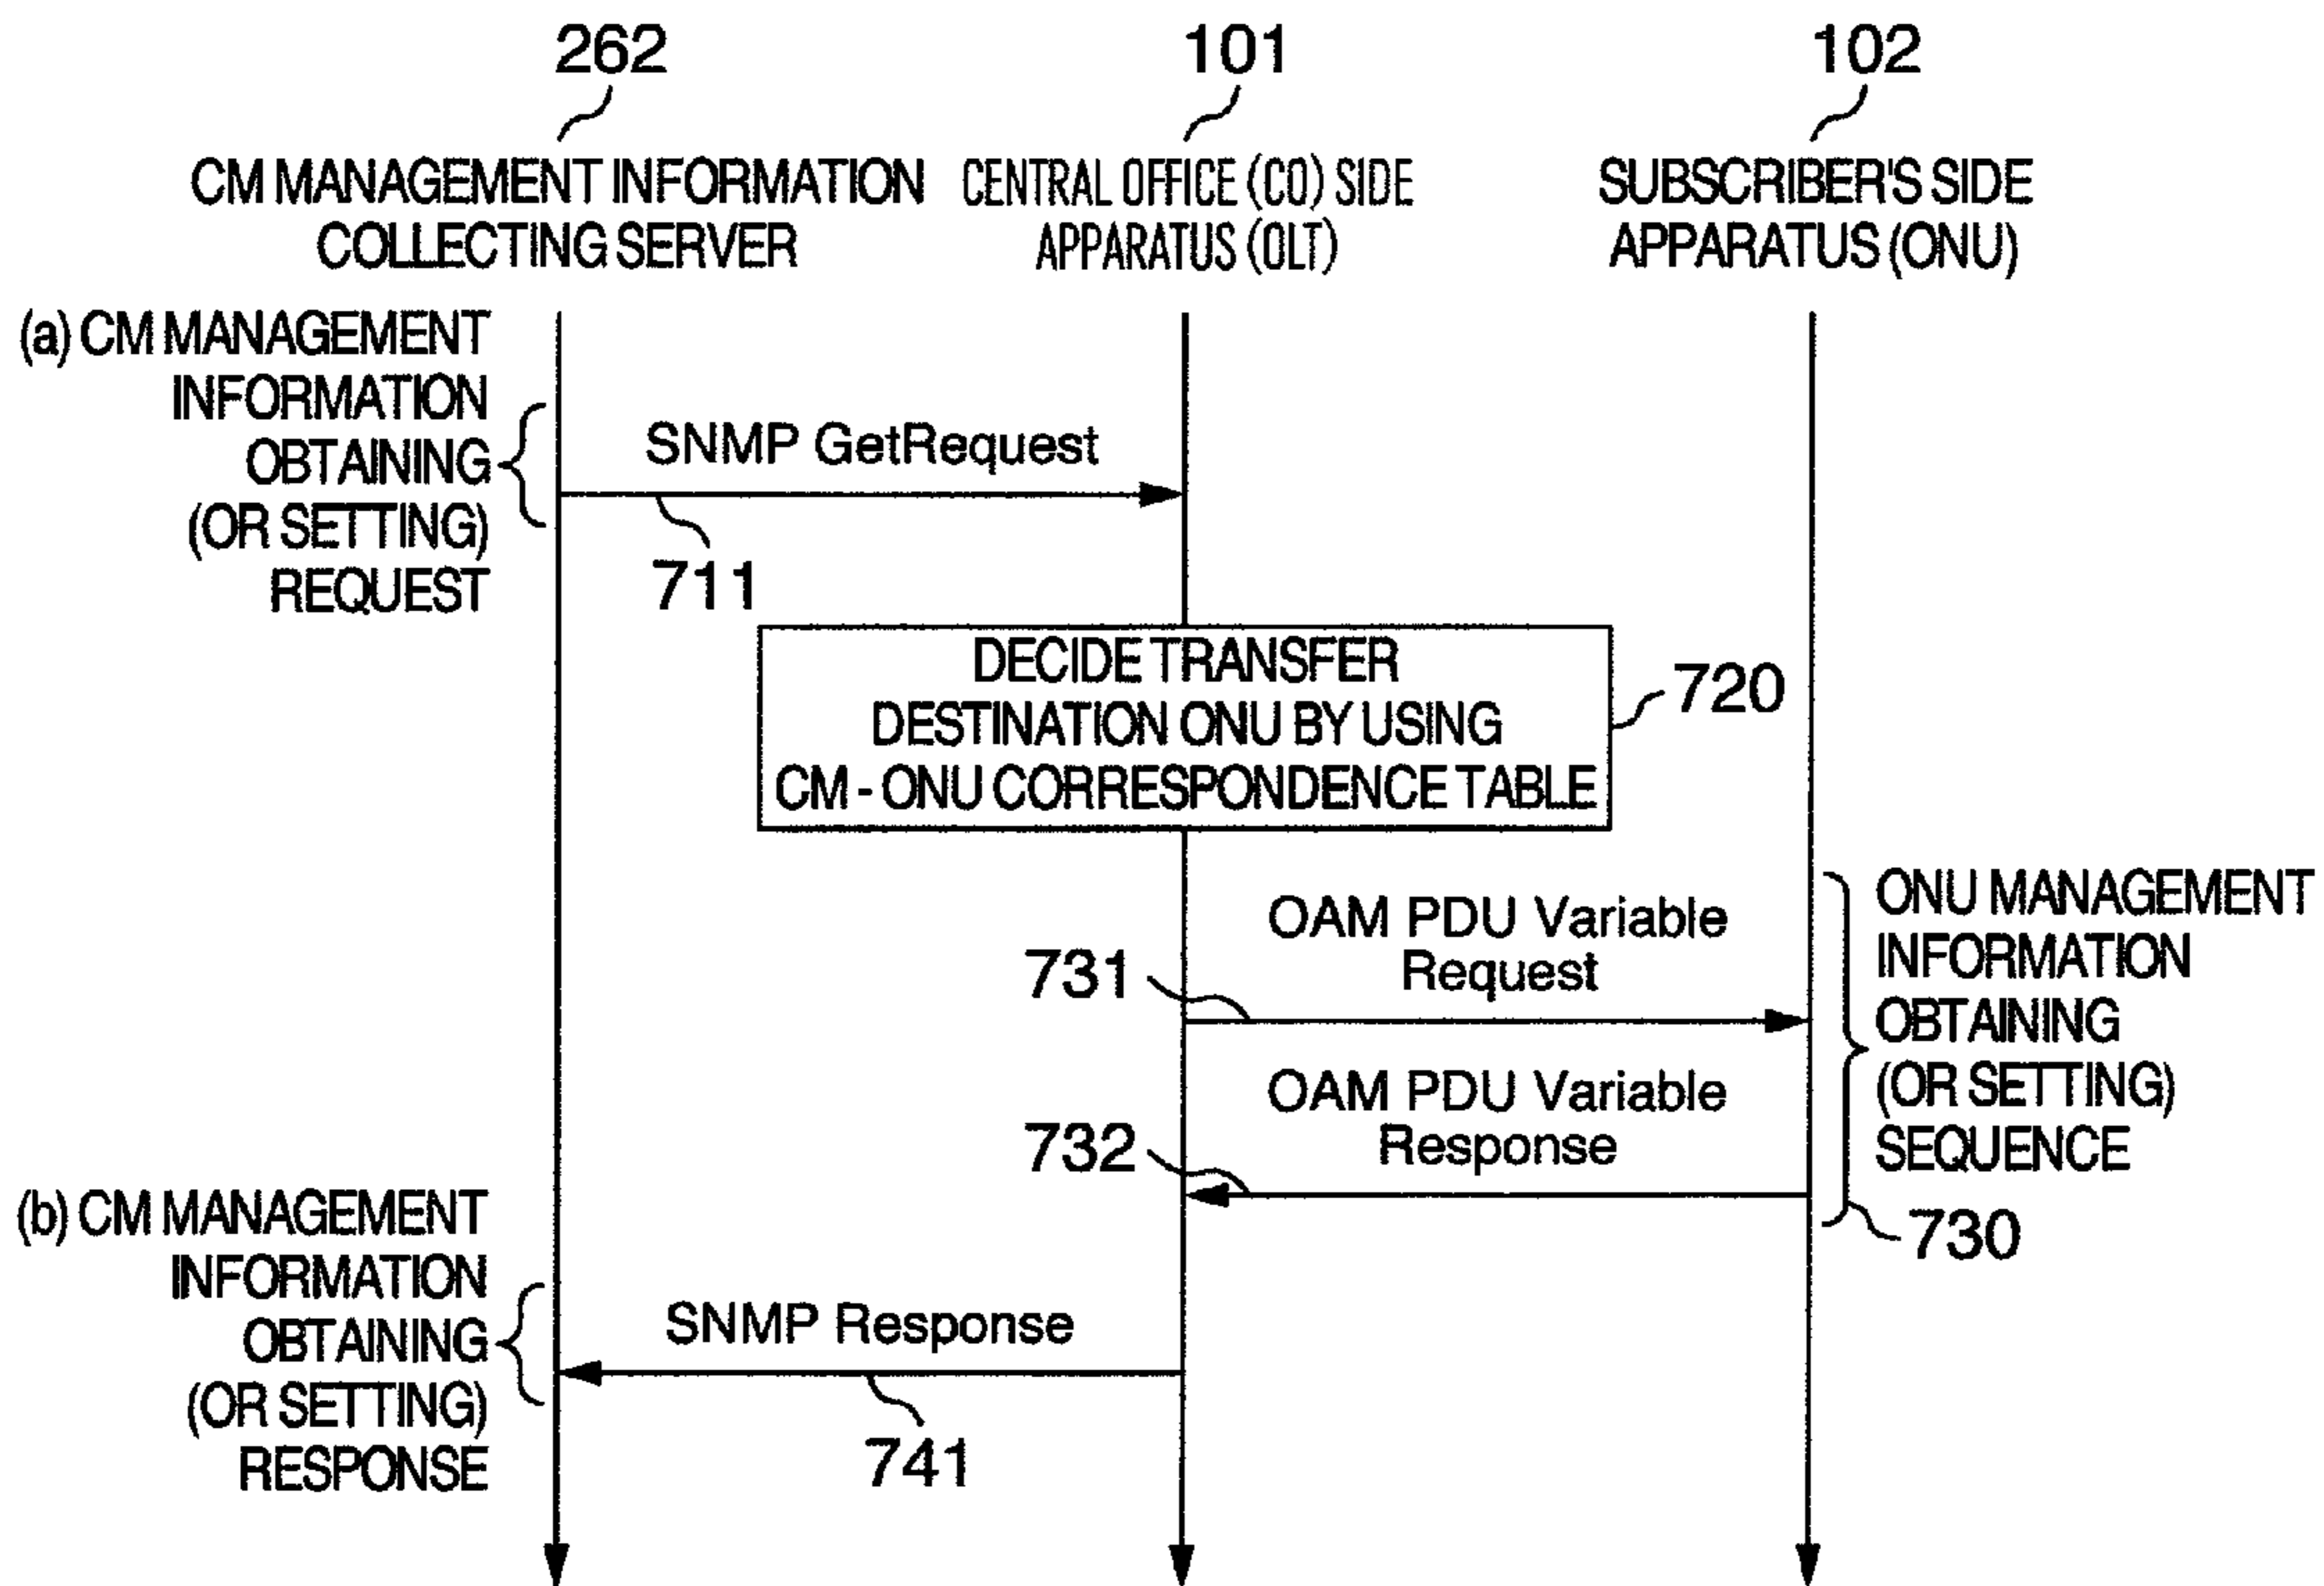 262
101
102
CM MANAGEMENT INFORMATION
COLLECTING SERVER
CENTRAL OFFICE (CO) SIDE
APPARATUS (OLT)
SUBSCRIBER'S SIDE
APPARATUS (ONU)
(a) CM MANAGEMENT
INFORMATION
OBTAINING
(OR SETTING)
REQUEST
SNMP GetRequest
711
DECIDE TRANSFER
DESTINATION ONU BY USING
CM - ONU CORRESPONDENCE TABLE
720
OAM PDU Variable
Request
731
OAM PDU Variable
Response
732
ONU MANAGEMENT
INFORMATION
OBTAINING
(OR SETTING)
SEQUENCE
730
(b) CM MANAGEMENT
INFORMATION
OBTAINING
(OR SETTING)
RESPONSE
SNMP Response
741